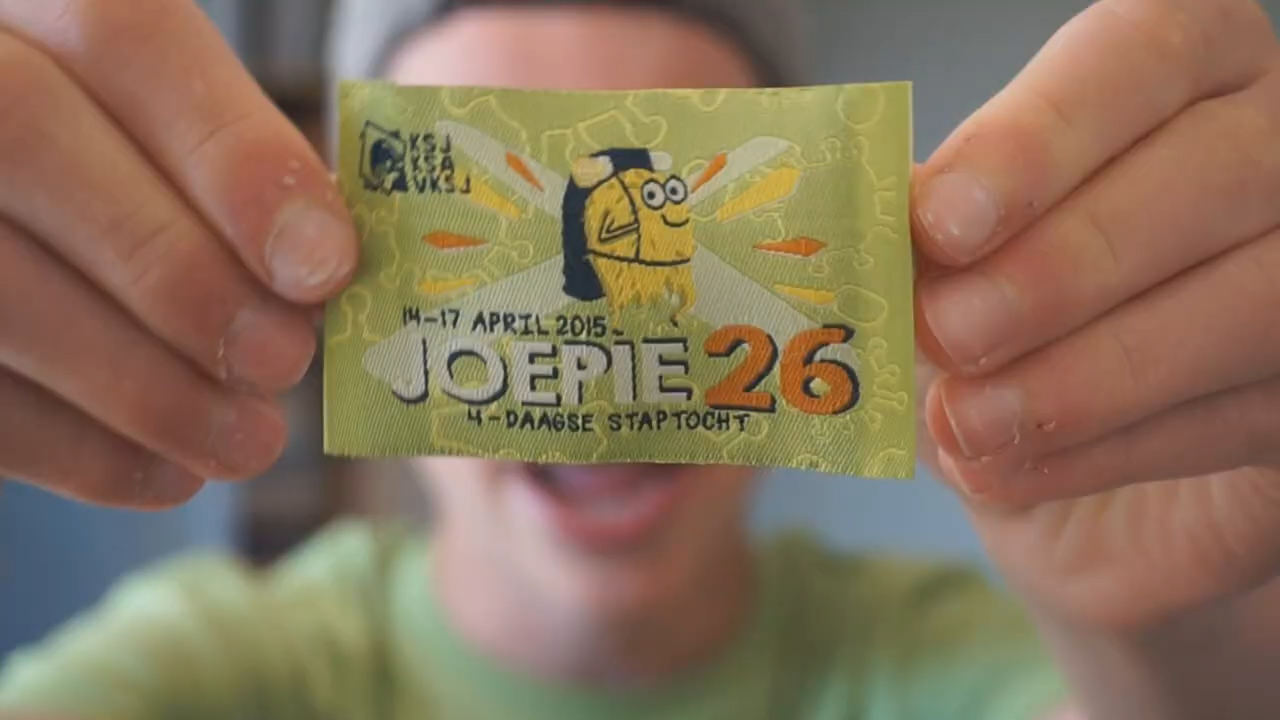 KSJ
KSA
VKSJ
14-17 APRIL 2015
JOEPIE 26
4-DAAGSE STAPTOCHT